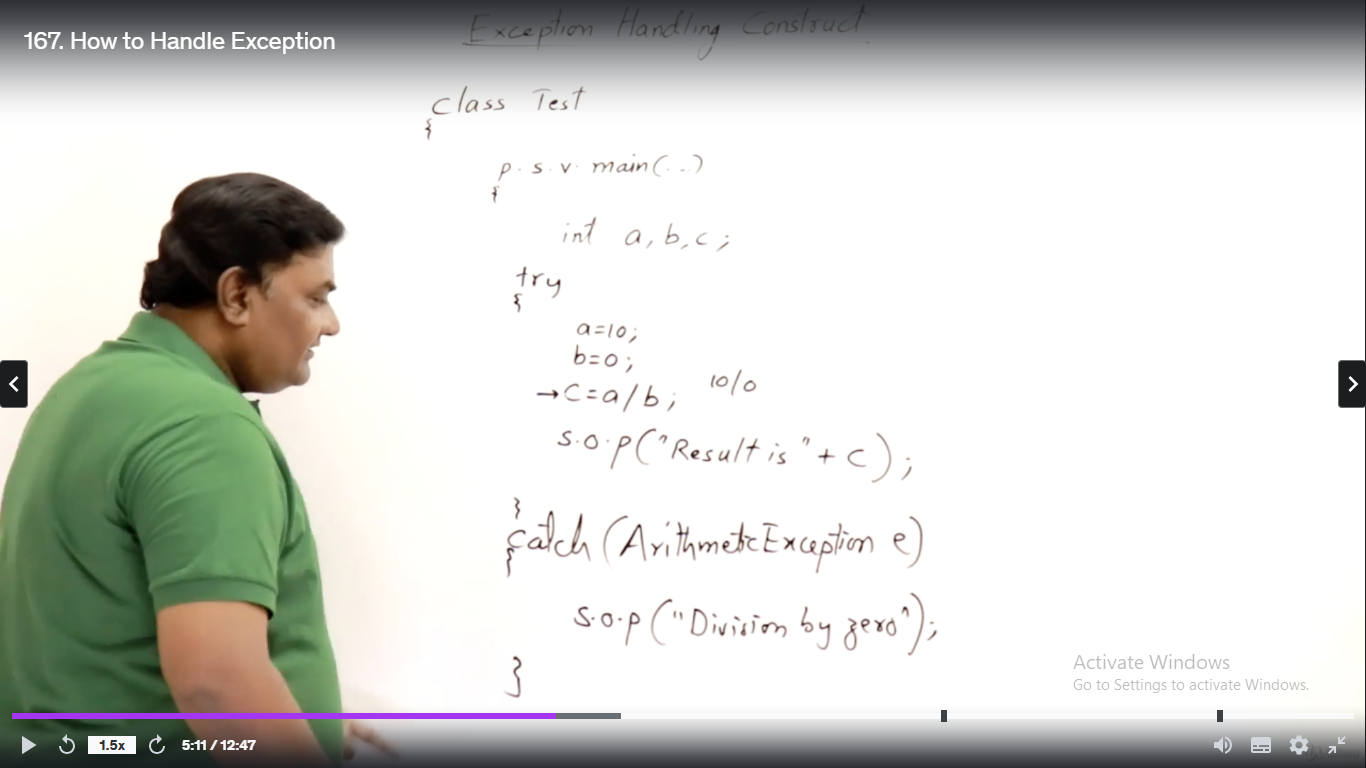 Exception Handling Construct
167. How to Handle Exception
class Test
{
p.s.v. main(...)
{
int a, b, c;
try
{
a=10;
b=0;
→C=a/b; 10/0
s.o.p("Result is" + c);
}
catch (ArithmeticException e)
{
s.o.p("Division by zero");
}
Activate Windows
Go to Settings to activate Windows.
1.5x
5:11 / 12:47